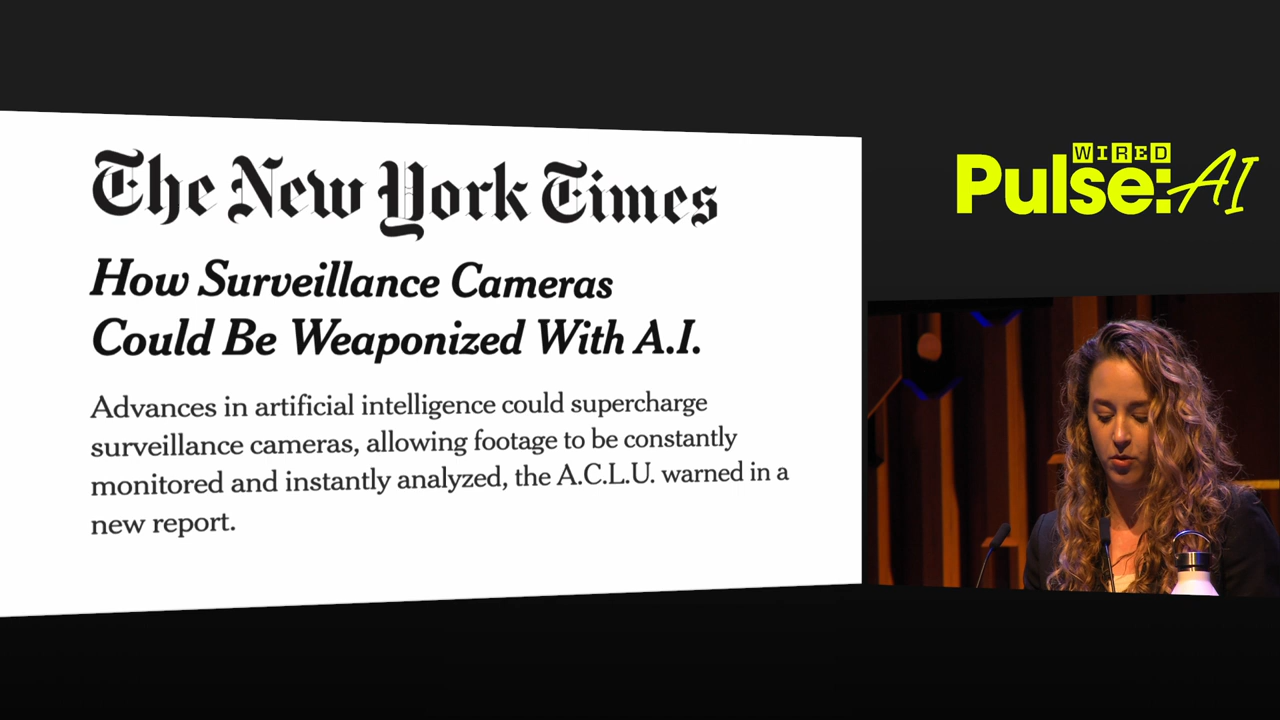 The New York Times
How Surveillance Cameras
Could Be Weaponized With A.I.
Advances in artificial intelligence could supercharge
surveillance cameras, allowing footage to be constantly
monitored and instantly analyzed, the A.C.L.U. warned in a
new report.
WIRED
Pulse:AI